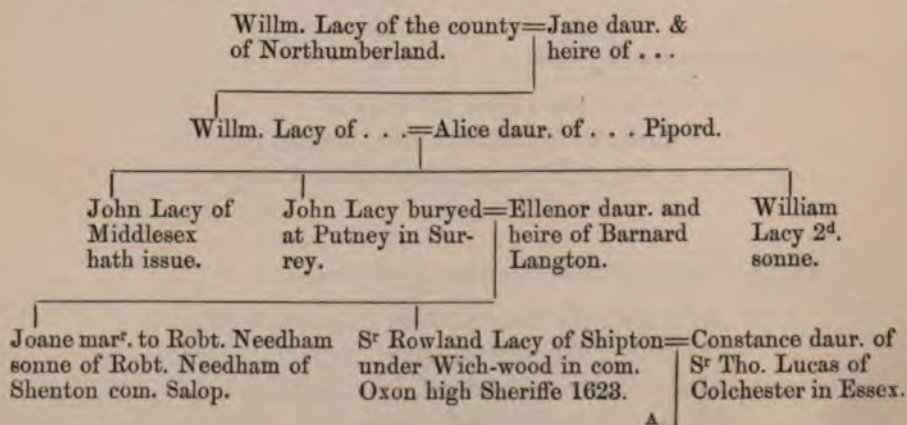 Willm. Lacy of the county=Jane daur. &
of Northumberland. heire of . . .
Willm. Lacy of . . .=Alice daur. of . . . Pipord.
John Lacy of John Lacy buryed=Ellenor daur. and William
Middlesex at Putney in Sur- heire of Barnard Lacy 2d.
hath issue. rey. Langton. sonne.
Joane marr. to Robt. Needham Sr Rowland Lacy of Shipton=Constance daur. of
sonne of Robt. Needham of under Wich-wood in com. Sr Tho. Lucas of
Shenton com. Salop. Oxon high Sheriffe 1623. Colchester in Essex.
A